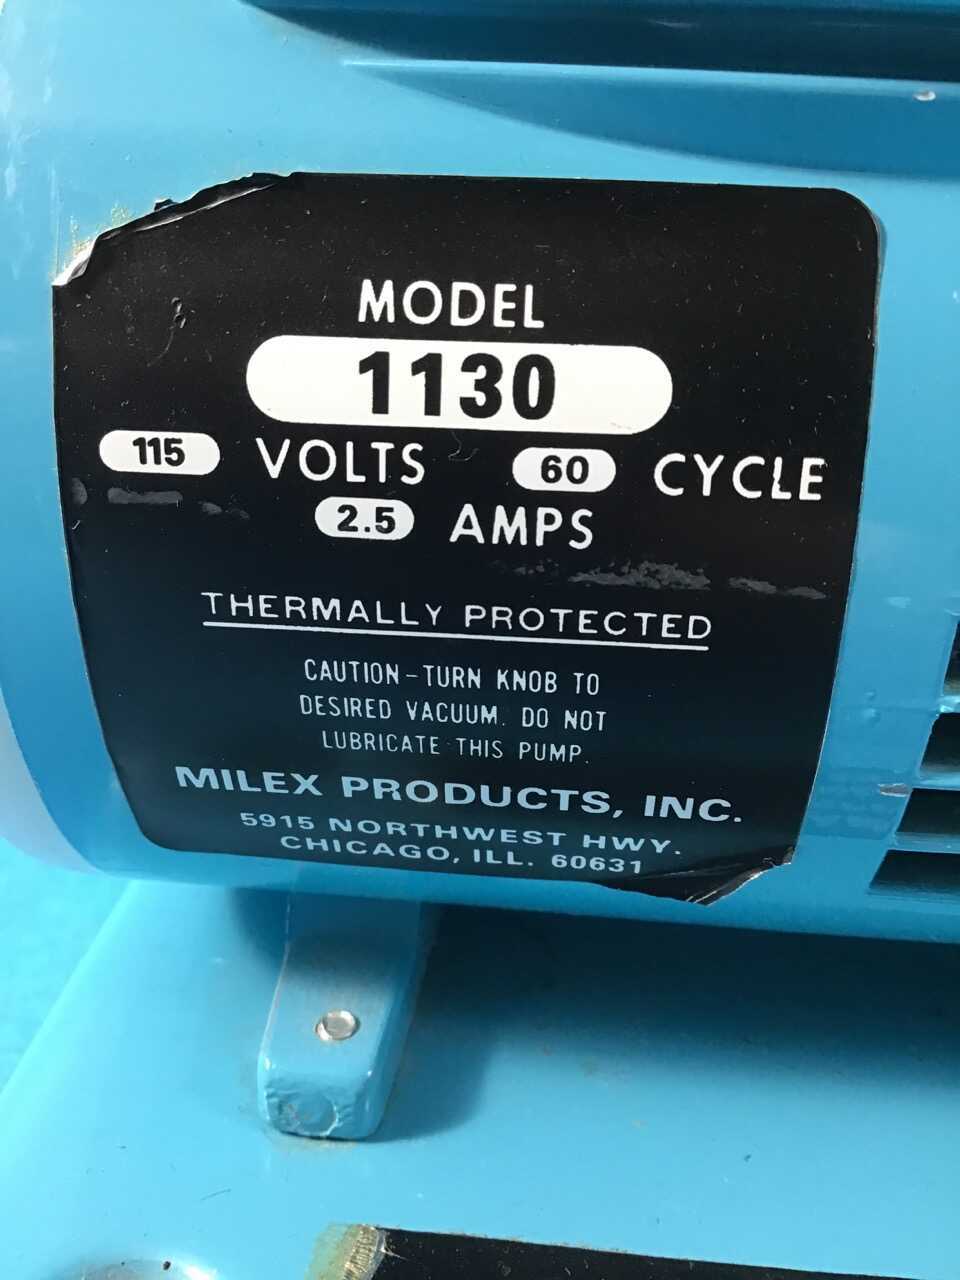 MODEL
1130
115 VOLTS 60 CYCLE
2.5 AMPS
THERMALLY PROTECTED
CAUTION-TURN KNOB TO
DESIRED VACUUM. DO NOT
LUBRICATE THIS PUMP.
MILEX PRODUCTS, INC.
5915 NORTHWEST HWY.
CHICAGO, ILL. 60631